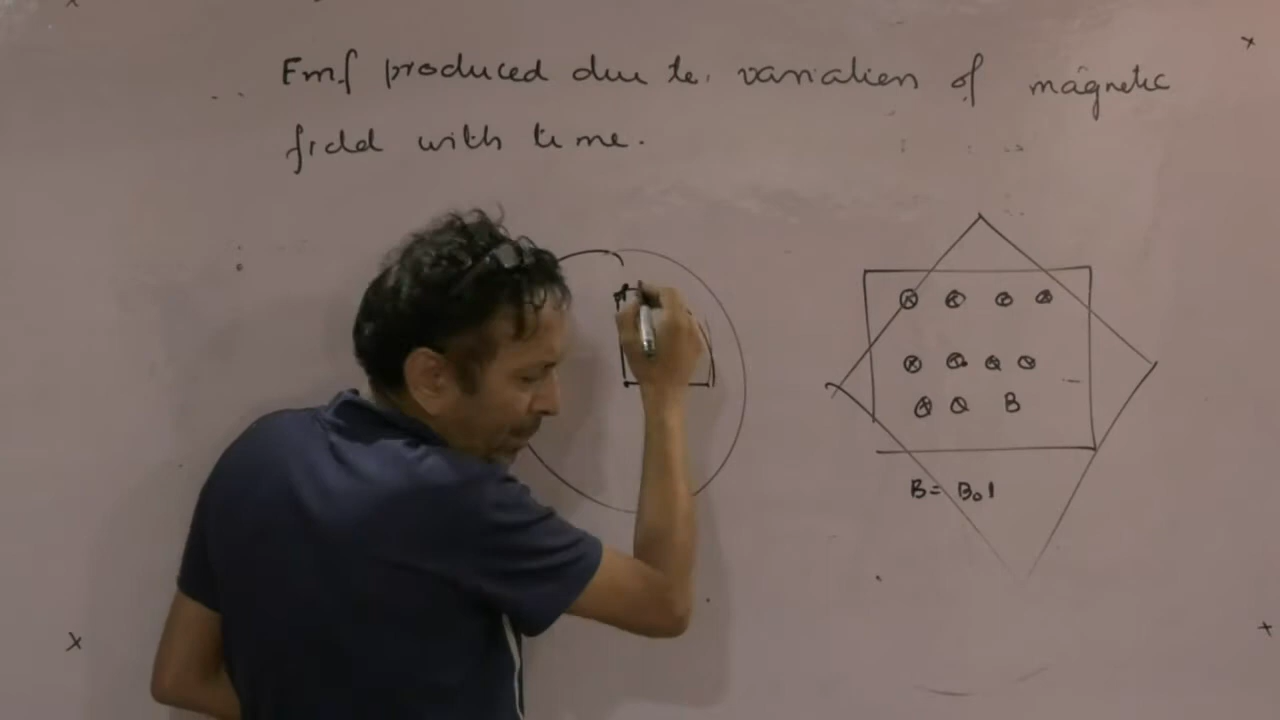 Emf produced due to variation of magnetic
field with time.
B
B = B₀t